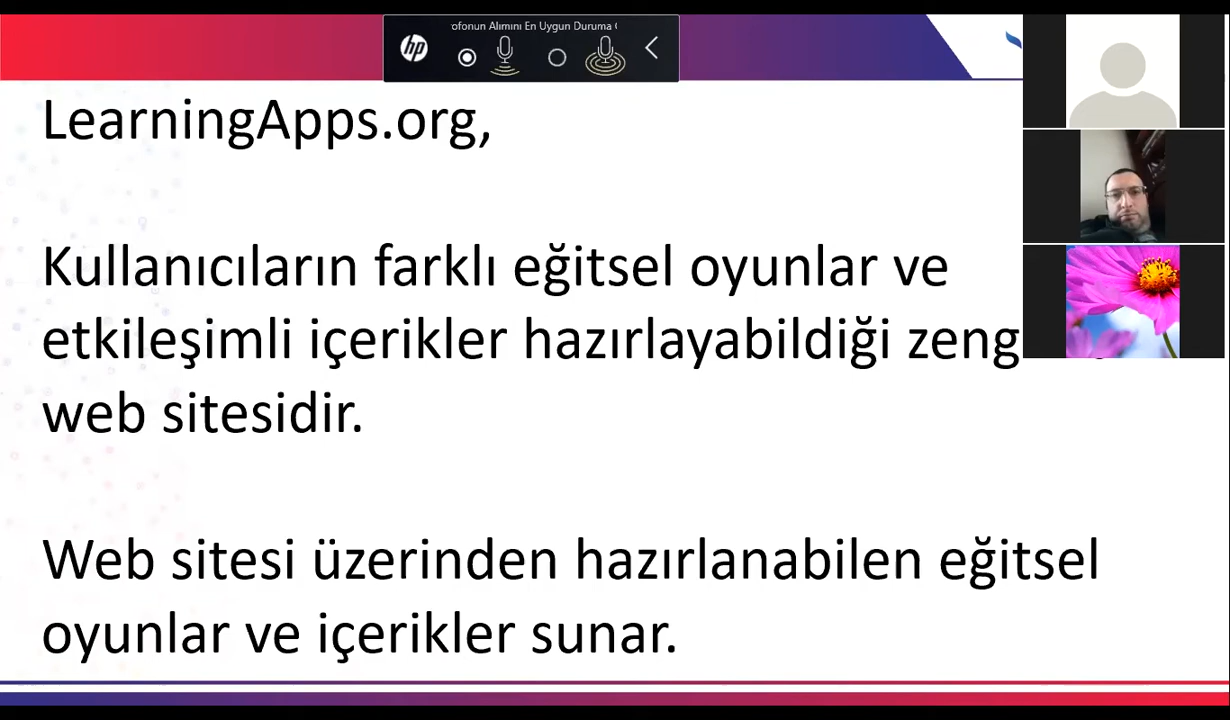 ofonun Alımını En Uygun Duruma
hp
LearningApps.org,
Kullanıcıların farklı eğitsel oyunlar ve
etkileşimli içerikler hazırlayabildiği zeng
web sitesidir.
Web sitesi üzerinden hazırlanabilen eğitsel
oyunlar ve içerikler sunar.